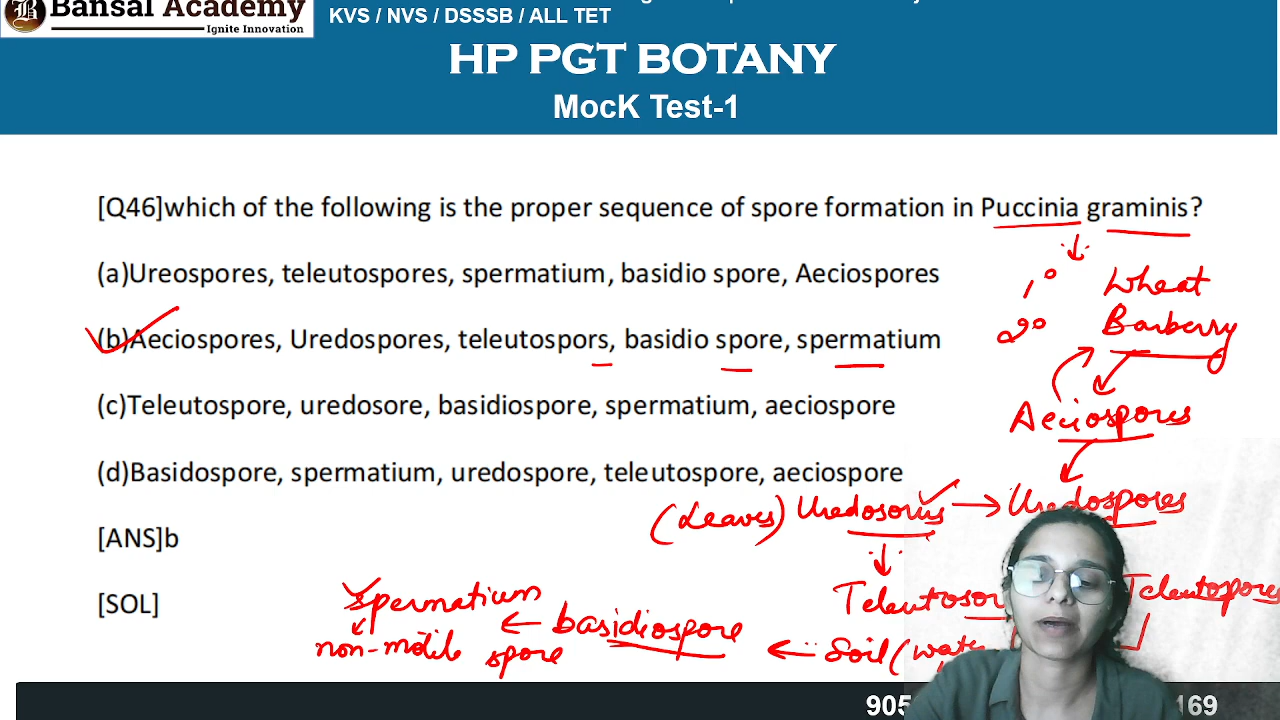 Bansal Academy
Ignite Innovation
KVS / NVS / DSSSB / ALL TET
HP PGT BOTANY
MocK Test-1
[Q46]which of the following is the proper sequence of spore formation in Puccinia graminis?
(a)Ureospores, teleutospores, spermatium, basidio spore, Aeciospores
1° Wheat
2° Barberry
(b)Aeciospores, Uredospores, teleutospors, basidio spore, spermatium
(c)Teleutospore, uredosore, basidiospore, spermatium, aeciospore
Aeciospores
(d)Basidospore, spermatium, uredospore, teleutospore, aeciospore
(Leaves) Uredosorus → Uredospores
[ANS]b
[SOL]
Teleutosor Teleutospores
spermatium ← basidiospore ← Soil (wate
non-motile spore
905 169